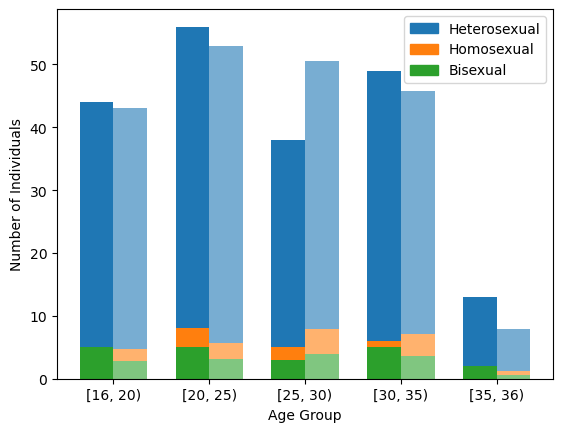 Heterosexual
Homosexual
Bisexual
Number of Individuals
50
40
30
20
10
0
[16, 20)
[20, 25)
[25, 30)
[30, 35)
[35, 36)
Age Group